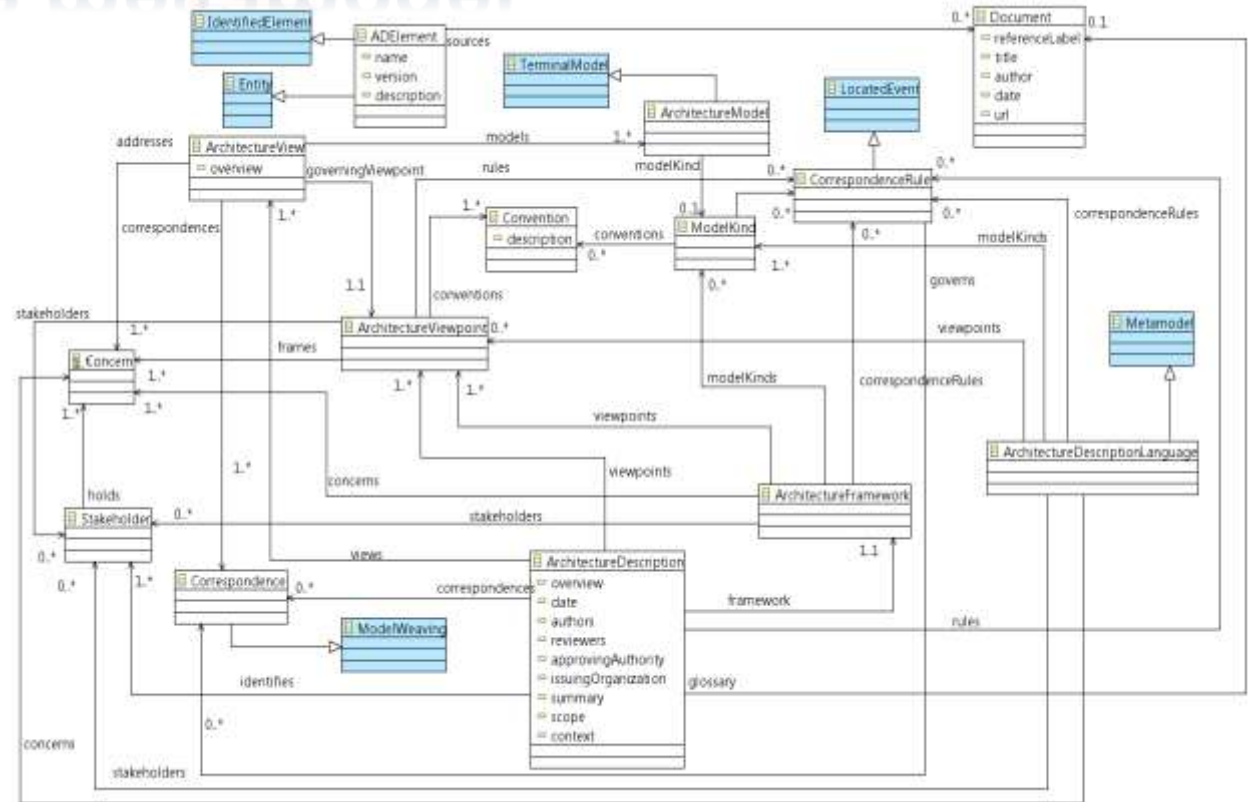 IdentifiedElement
ADElement
name
version
description
sources
0..*
Document
0.1
referenceLabel
title
author
date
url
Entity
TerminalModel
LocatedEvent
ArchitectureModel
addresses
ArchitectureView
overview
models
1..*
governingViewpoint
rules
modelKind
0..*
0..*
CorrespondenceRule
1..*
correspondences
1..*
Convention
description
conventions
0..*
0.1
ModelKind
0..*
0..*
correspondenceRules
modelKinds
0..*
1..*
0..*
governs
1.1
conventions
stakeholders
1..*
ArchitectureViewpoint
0..*
viewpoints
Metamodel
frames
Concern
1..*
1..*
1..*
1..*
1..*
modelKinds
correspondenceRules
viewpoints
ArchitectureDescriptionLanguage
1..*
viewpoints
concerns
ArchitectureFramework
holds
Stakeholder
0..*
stakeholders
1.1
0..*
0..*
1..*
views
ArchitectureDescription
Correspondence
0..*
correspondences
overview
date
authors
reviewers
approvingAuthority
issuingOrganization
summary
scope
context
framework
rules
ModelWeaving
identifies
glossary
0..*
concerns
stakeholders